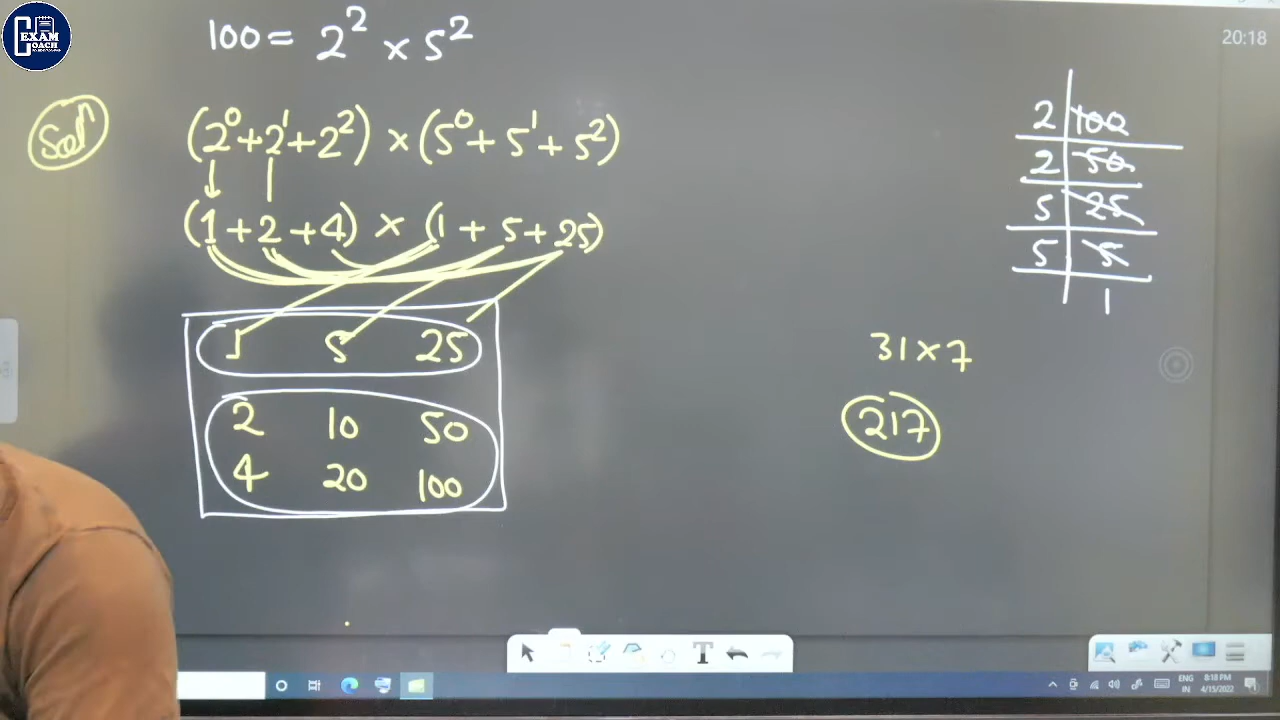 EXAM
COACH
20:18
100 = 2² × 5²
Solⁿ
(2⁰+2¹+2²) × (5⁰+5¹+5²)
(1+2+4) × (1+5+25)
1 5 25
2 10 50
4 20 100
2 100
2 50
5 25
5 5
1
31×7
217
T
ENG
IN
8:18 PM
4/15/2022